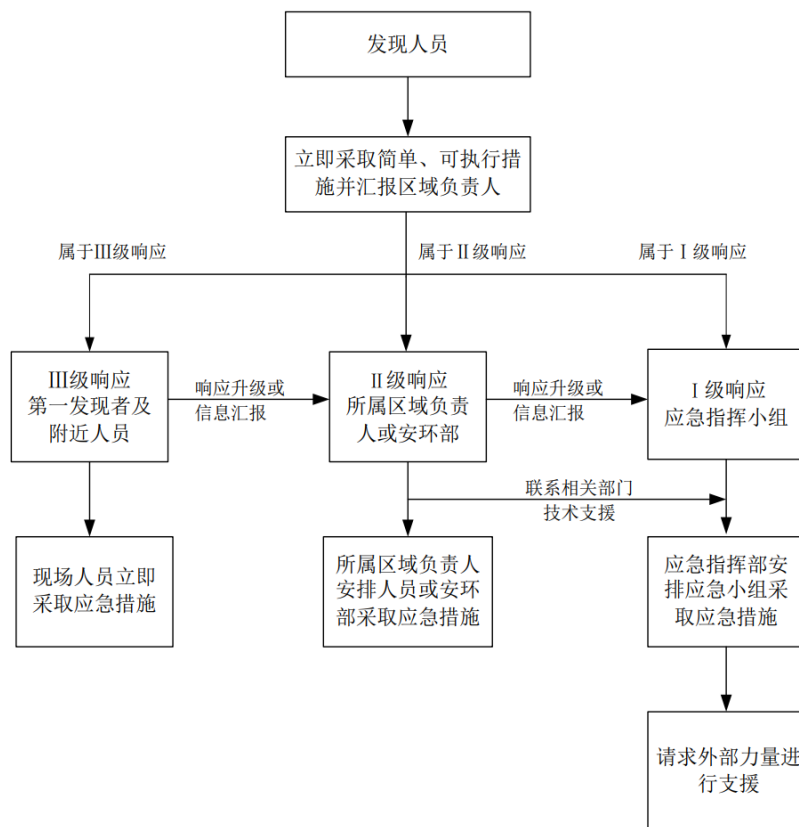 发现人员
立即采取简单、可执行措
施并汇报区域负责人
属于Ⅲ级响应
属于Ⅱ级响应
属于Ⅰ级响应
Ⅲ级响应
第一发现者及
附近人员
响应升级或
信息汇报
Ⅱ级响应
所属区域负责
人或安环部
响应升级或
信息汇报
Ⅰ级响应
应急指挥小组
联系相关部门
技术支援
现场人员立即
采取应急措施
所属区域负责人
安排人员或安环
部采取应急措施
应急指挥部安
排应急小组采
取应急措施
请求外部力量进
行支援